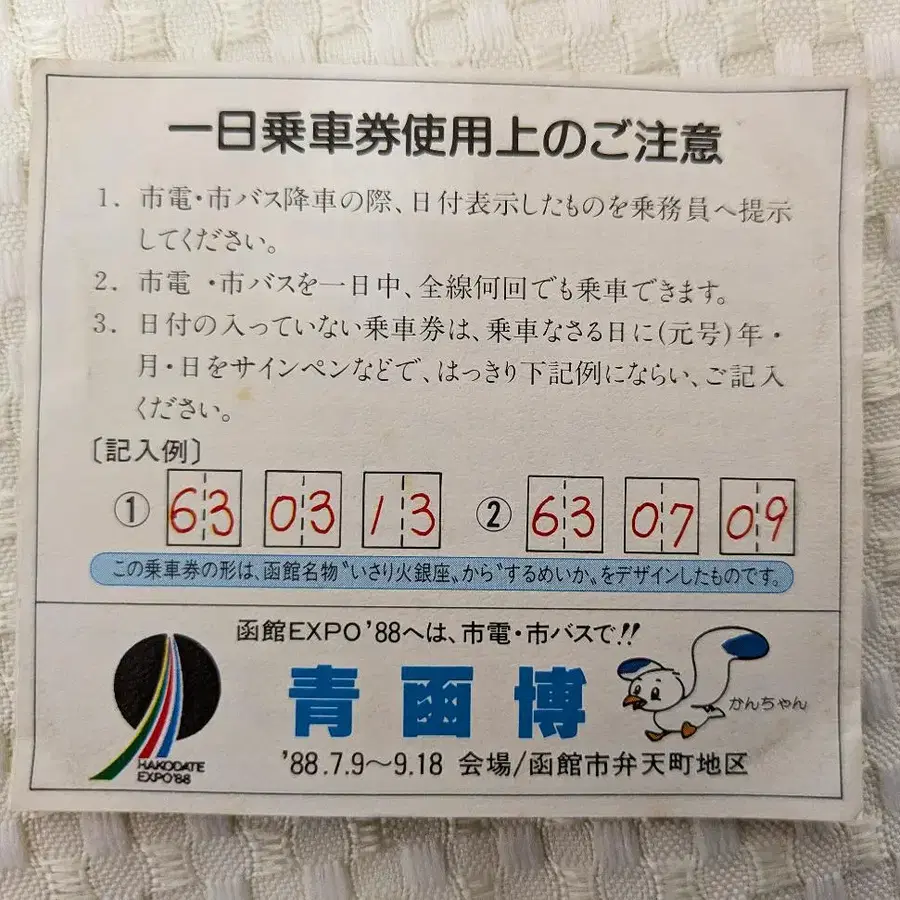 一日乗車券使用上のご注意
1. 市電・市バス降車の際、日付表示したものを乗務員へ提示
してください。
2. 市電・市バスを一日中、全線何回でも乗車できます。
3. 日付の入っていない乗車券は、乗車なさる日に(元号)年・
月・日をサインペンなどで、はっきり下記例にならい、ご記入
ください。
〔記入例〕
① 63 03 13 ② 63 07 09
この乗車券の形は、函館名物〝いさり火銀座〟から〝するめいか〟をデザインしたものです。
函館EXPO'88へは、市電・市バスで!!
青函博
かんちゃん
HAKODATE
EXPO'88
'88.7.9〜9.18 会場/函館市弁天町地区